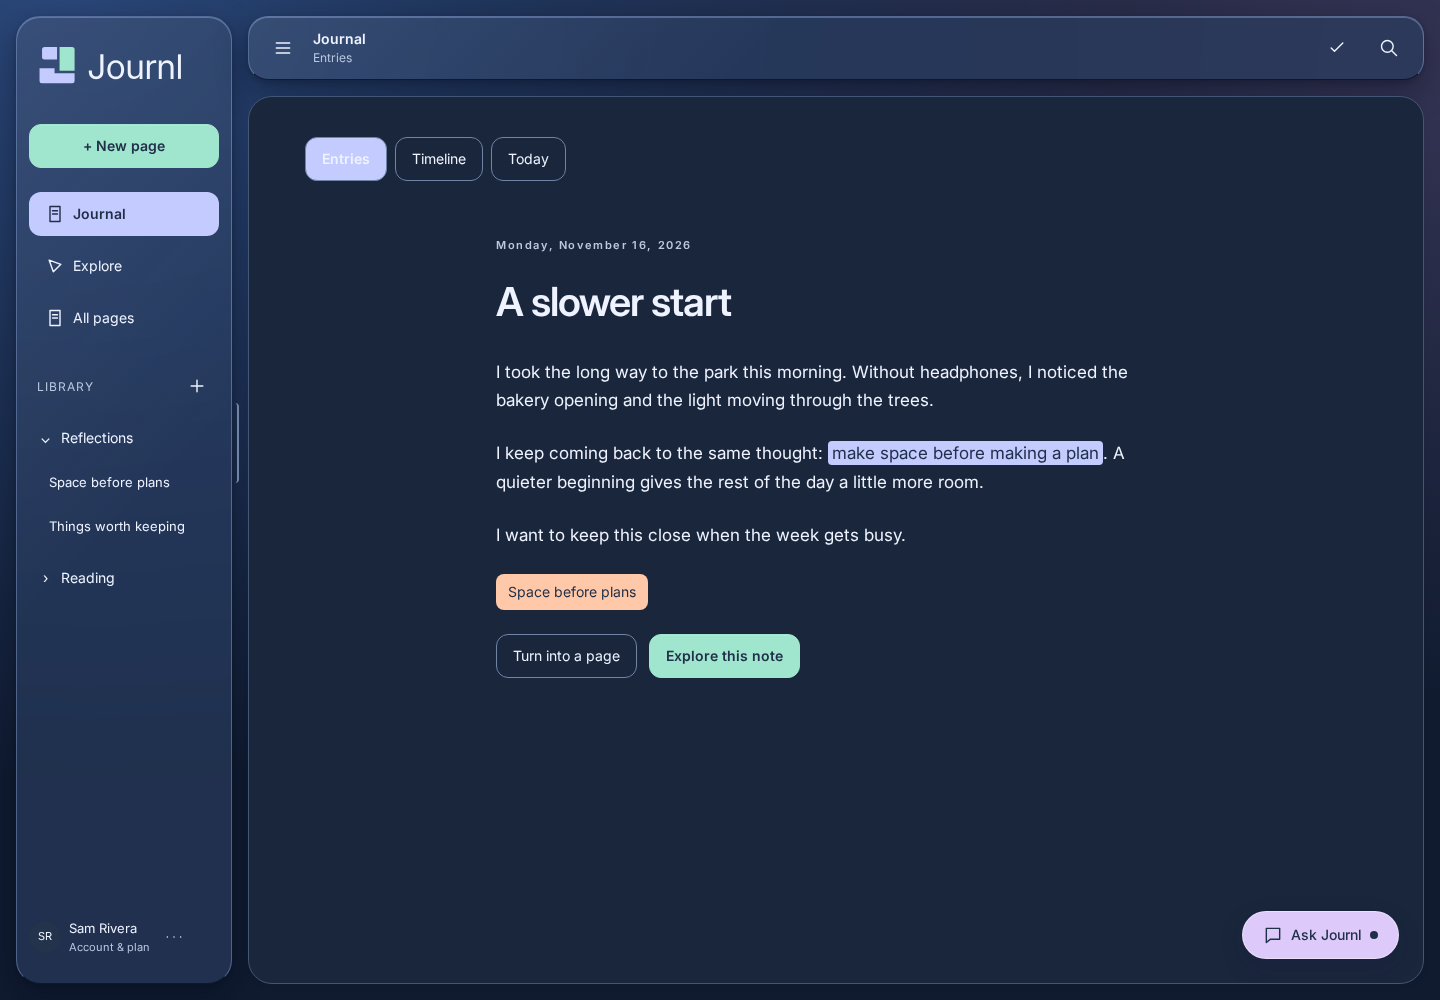 Journl
+ New page
Journal
Explore
All pages
LIBRARY
Reflections
Space before plans
Things worth keeping
Reading
SR
Sam Rivera
Account & plan
...
Journal
Entries
Entries
Timeline
Today
Monday, November 16, 2026
A slower start
I took the long way to the park this morning. Without headphones, I noticed the
bakery opening and the light moving through the trees.
I keep coming back to the same thought: make space before making a plan. A
quieter beginning gives the rest of the day a little more room.
I want to keep this close when the week gets busy.
Space before plans
Turn into a page
Explore this note
Ask Journl